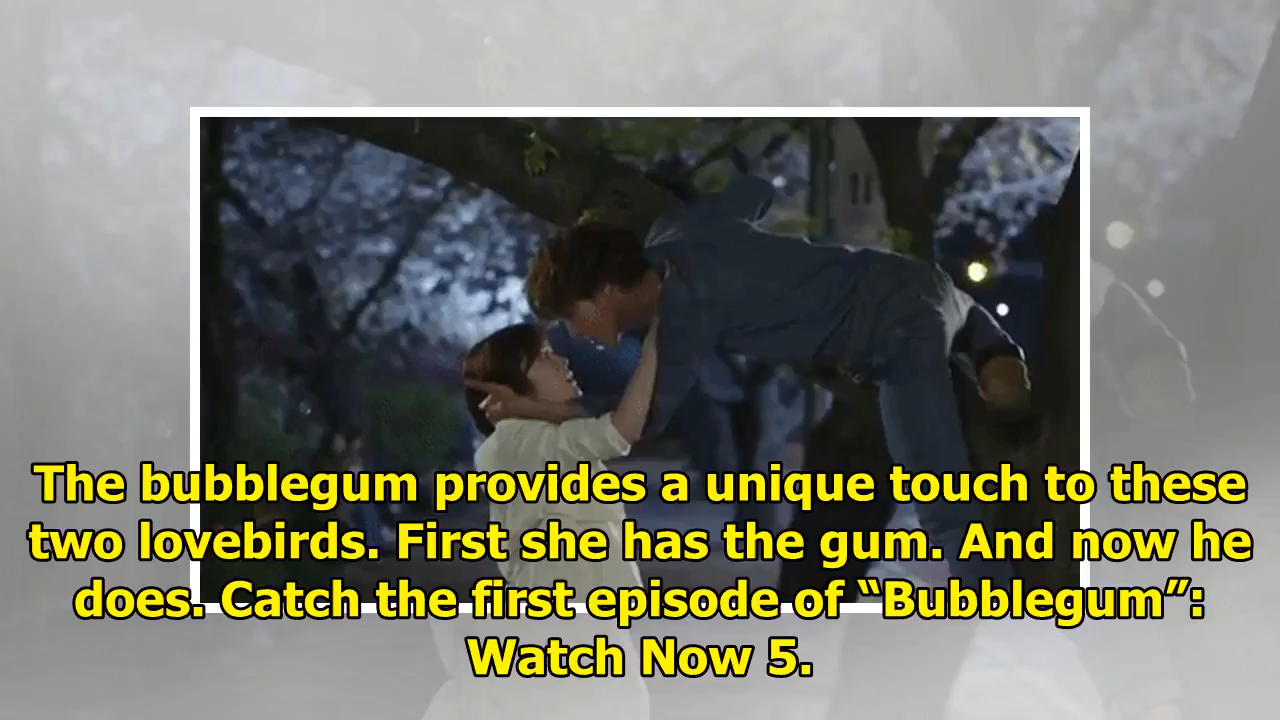 The bubblegum provides a unique touch to these
two lovebirds. First she has the gum. And now he
does. Catch the first episode of “Bubblegum”:
Watch Now 5.